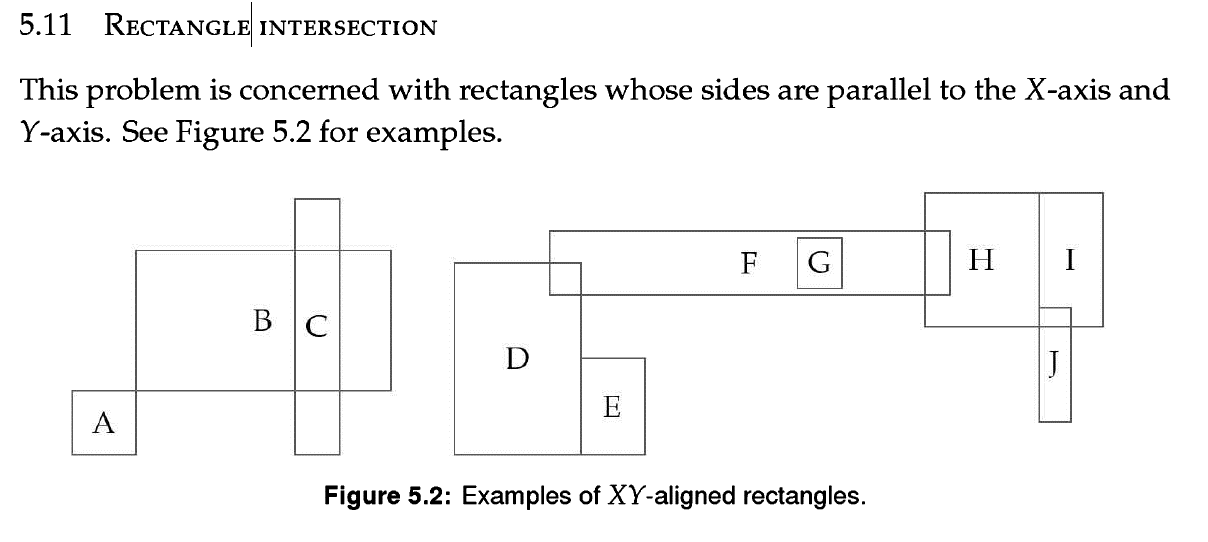 5.11 RECTANGLE INTERSECTION
This problem is concerned with rectangles whose sides are parallel to the X-axis and
Y-axis. See Figure 5.2 for examples.
F G H I
B C
D J
E
A
Figure 5.2: Examples of XY-aligned rectangles.